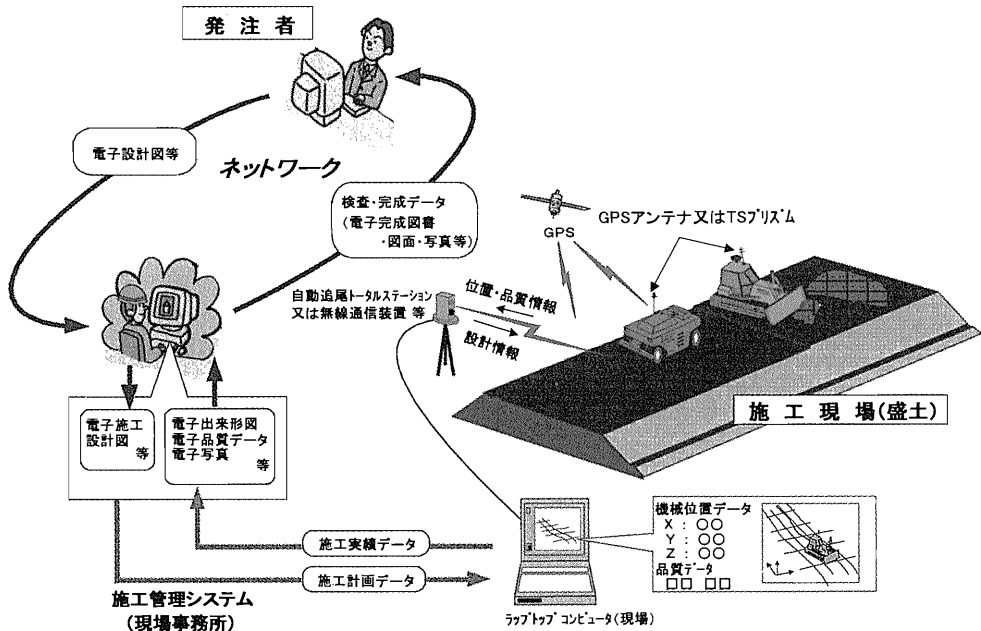 発注者
電子設計図等
ネットワーク
検査・完成データ
(電子完成図書
・図面・写真等)
GPS
GPSアンテナ又はTSプリズム
自動追尾トータルステーション
又は無線通信装置 等
位置・品質情報
設計情報
施工現場(盛土)
電子施工
設計図
等
電子出来形図
電子品質データ
電子写真
等
施工実績データ
施工計画データ
施工管理システム
(現場事務所)
ラップトップ コンピュータ(現場)
機械位置データ
X : ○○
Y : ○○
Z : ○○
品質データ
□□ □□